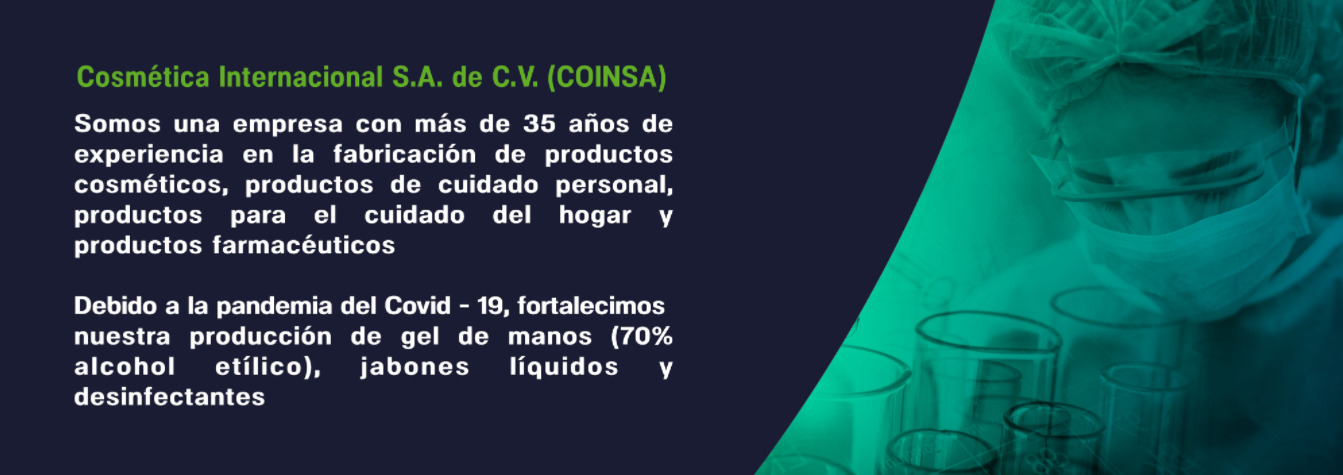 Cosmética Internacional S.A. de C.V. (COINSA)
Somos una empresa con más de 35 años de
experiencia en la fabricación de productos
cosméticos, productos de cuidado personal,
productos para el cuidado del hogar y
productos farmacéuticos
Debido a la pandemia del Covid - 19, fortalecimos
nuestra producción de gel de manos (70%
alcohol etílico), jabones líquidos y
desinfectantes